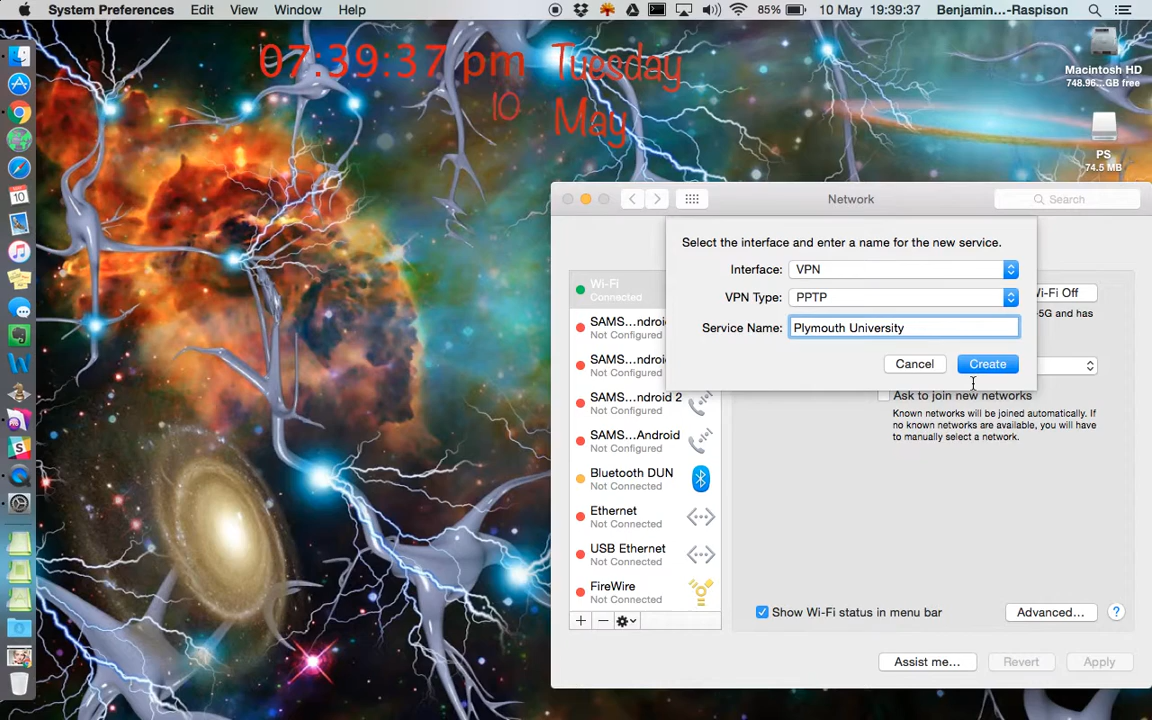 System Preferences Edit View Window Help 85% 10 May 19:39:37 Benjamin...-Raspison
07:39:37 pm Tuesday
10 May
Macintosh HD
748.96...GB free
PS
-74.5 MB
Network
Search
Select the interface and enter a name for the new service.
Interface: VPN
VPN Type: PPTP
Service Name: Plymouth University
Cancel Create
Wi-Fi
Connected
SAMS...ndroi
Not Configured
SAMS...ndroi
Not Configured
SAMS...ndroid 2
Not Configured
SAMS...Android
Not Configured
Bluetooth DUN
Not Connected
Ethernet
Not Connected
USB Ethernet
Not Connected
FireWire
Not Connected
Wi-Fi Off
-5G and has
Ask to join new networks
Known networks will be joined automatically. If
no known networks are available, you will have
to manually select a network.
Show Wi-Fi status in menu bar
Advanced... ?
Assist me... Revert Apply